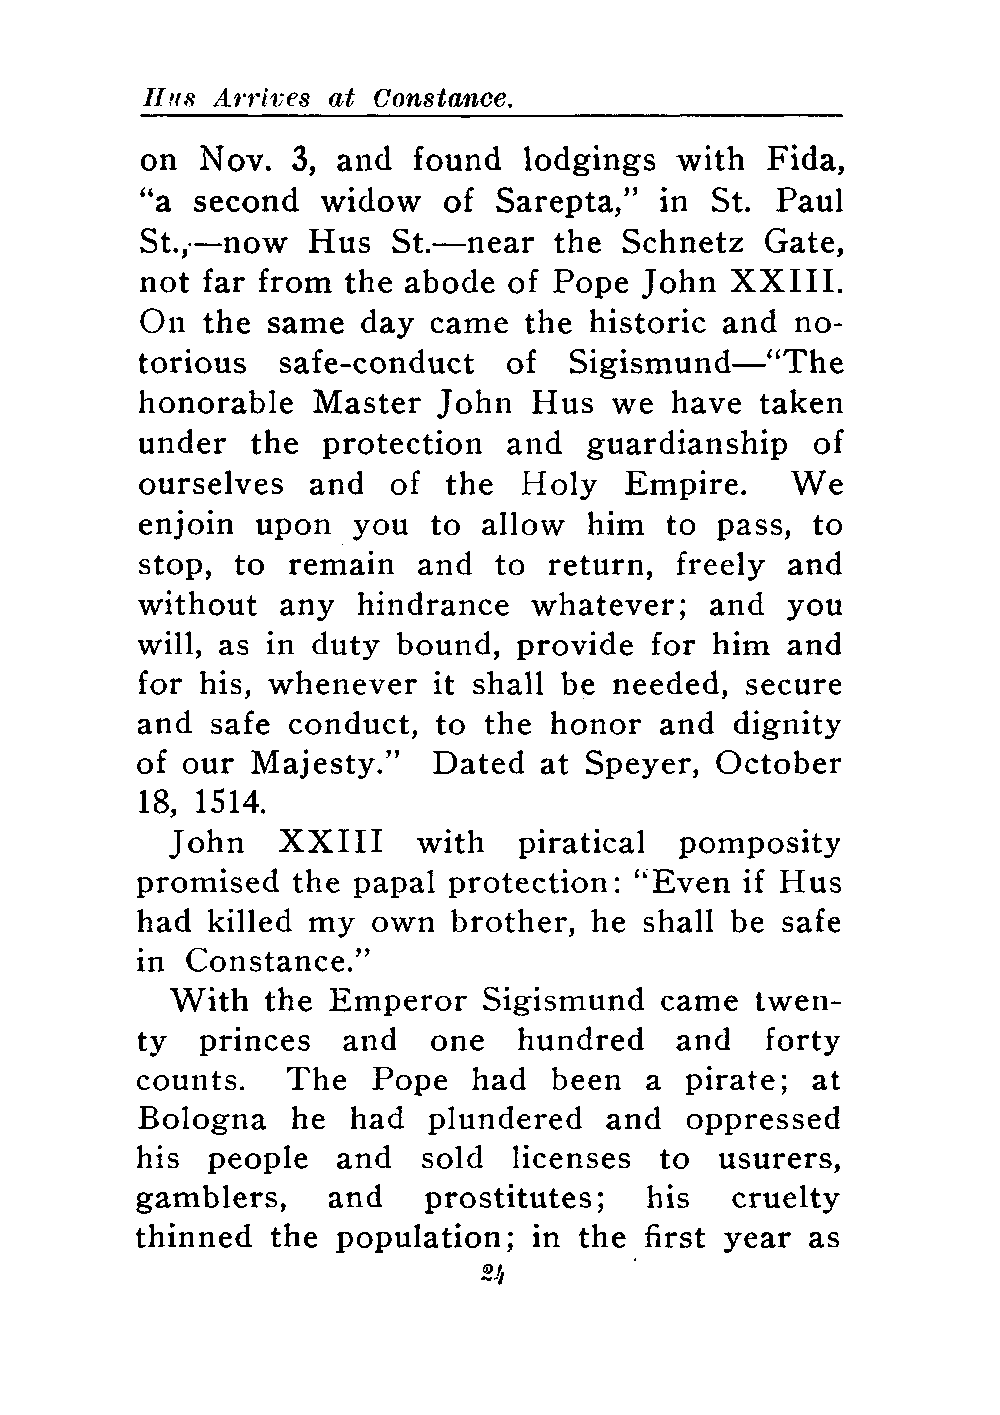 Hus Arrives at Constance.
on Nov. 3, and found lodgings with Fida,
“a second widow of Sarepta,” in St. Paul
St.,—now Hus St.—near the Schnetz Gate,
not far from the abode of Pope John XXIII.
On the same day came the historic and no-
torious safe-conduct of Sigismund—“The
honorable Master John Hus we have taken
under the protection and guardianship of
ourselves and of the Holy Empire. We
enjoin upon you to allow him to pass, to
stop, to remain and to return, freely and
without any hindrance whatever; and you
will, as in duty bound, provide for him and
for his, whenever it shall be needed, secure
and safe conduct, to the honor and dignity
of our Majesty.” Dated at Speyer, October
18, 1514.
John XXIII with piratical pomposity
promised the papal protection: “Even if Hus
had killed my own brother, he shall be safe
in Constance.”
With the Emperor Sigismund came twen-
ty princes and one hundred and forty
counts. The Pope had been a pirate; at
Bologna he had plundered and oppressed
his people and sold licenses to usurers,
gamblers, and prostitutes; his cruelty
thinned the population; in the first year as
24